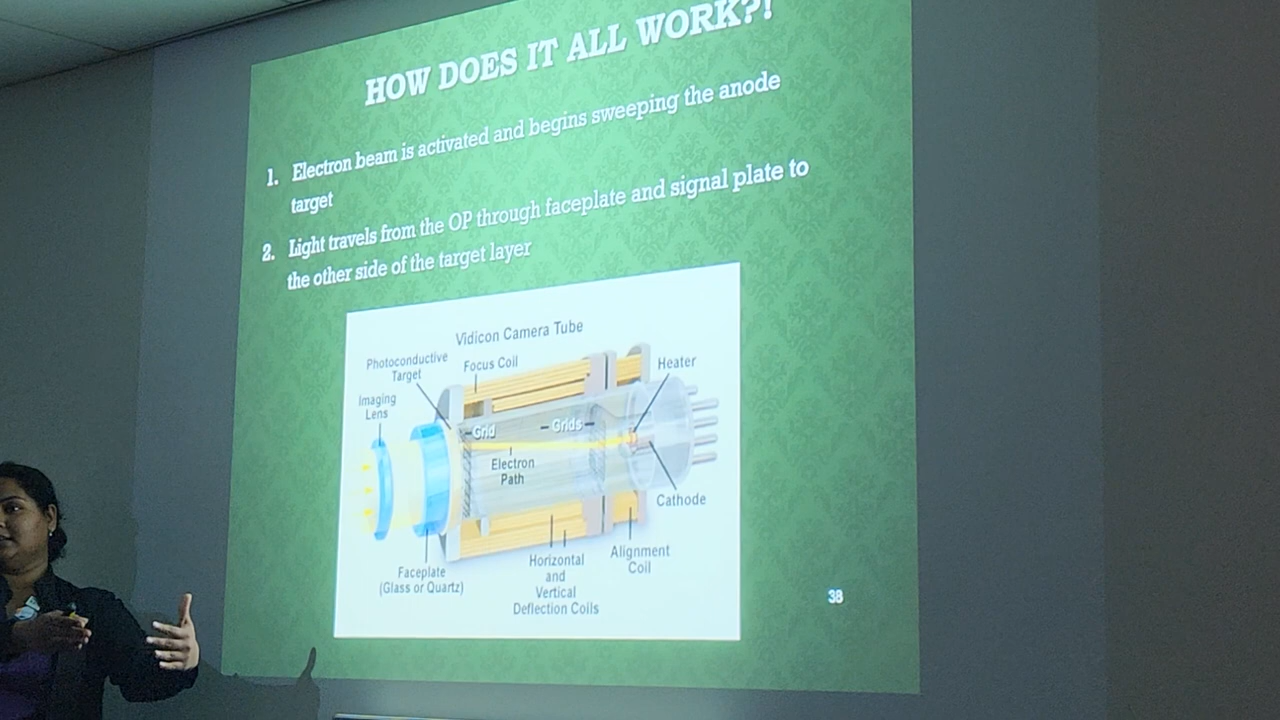 HOW DOES IT ALL WORK?!
1. Electron beam is activated and begins sweeping the anode
target
2. Light travels from the OP through faceplate and signal plate to
the other side of the target layer
Vidicon Camera Tube
Photoconductive
Target
Focus Coil
Heater
Imaging
Lens
Grid
Grids
Electron
Path
Cathode
Faceplate
(Glass or Quartz)
Horizontal
and
Vertical
Deflection Coils
Alignment
Coil
38